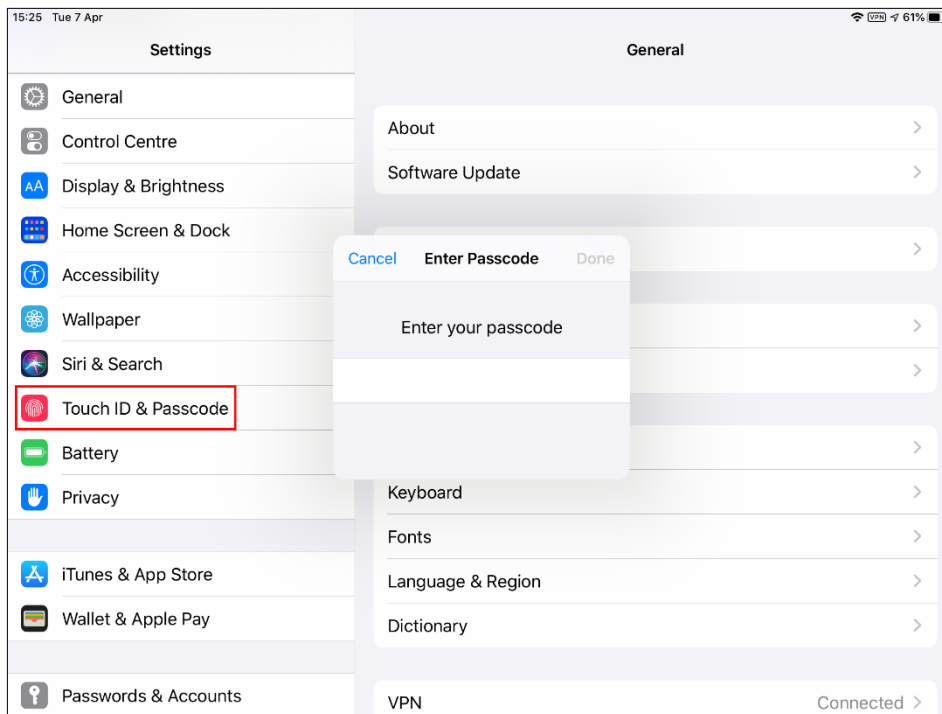 15:25 Tue 7 Apr
VPN 61%
Settings
General
Control Centre
AA Display & Brightness
Home Screen & Dock
Accessibility
Wallpaper
Siri & Search
Touch ID & Passcode
Battery
Privacy
iTunes & App Store
Wallet & Apple Pay
Passwords & Accounts
General
About
Software Update
Cancel Enter Passcode Done
Enter your passcode
Keyboard
Fonts
Language & Region
Dictionary
VPN Connected